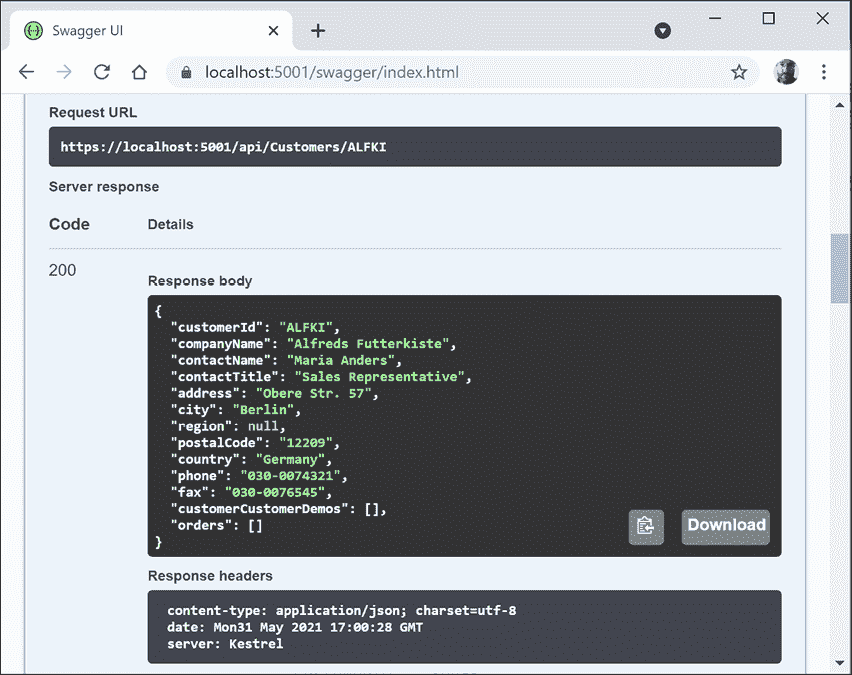 Swagger UI
localhost:5001/swagger/index.html
Request URL
https://localhost:5001/api/Customers/ALFKI
Server response
Code Details
200
Response body
{
"customerId": "ALFKI",
"companyName": "Alfreds Futterkiste",
"contactName": "Maria Anders",
"contactTitle": "Sales Representative",
"address": "Obere Str. 57",
"city": "Berlin",
"region": null,
"postalCode": "12209",
"country": "Germany",
"phone": "030-0074321",
"fax": "030-0076545",
"customerCustomerDemos": [],
"orders": []
}
Download
Response headers
content-type: application/json; charset=utf-8
date: Mon31 May 2021 17:00:28 GMT
server: Kestrel